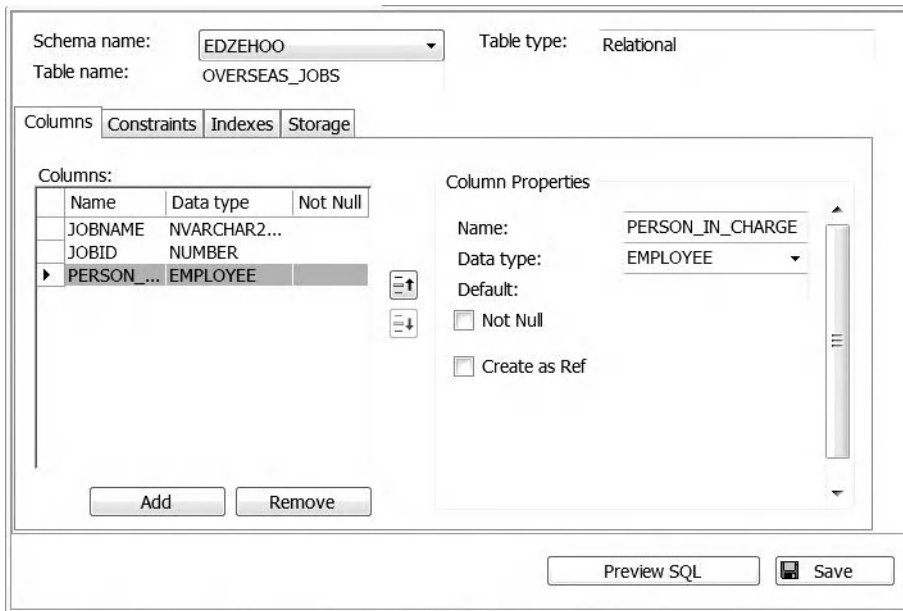 Schema name: EDZEHOO Table type: Relational
Table name: OVERSEAS_JOBS
Columns Constraints Indexes Storage
Columns:
Name Data type Not Null
JOBNAME NVARCHAR2...
JOBID NUMBER
PERSON_... EMPLOYEE
Add Remove
Column Properties
Name: PERSON_IN_CHARGE
Data type: EMPLOYEE
Default:
Not Null
Create as Ref
Preview SQL Save